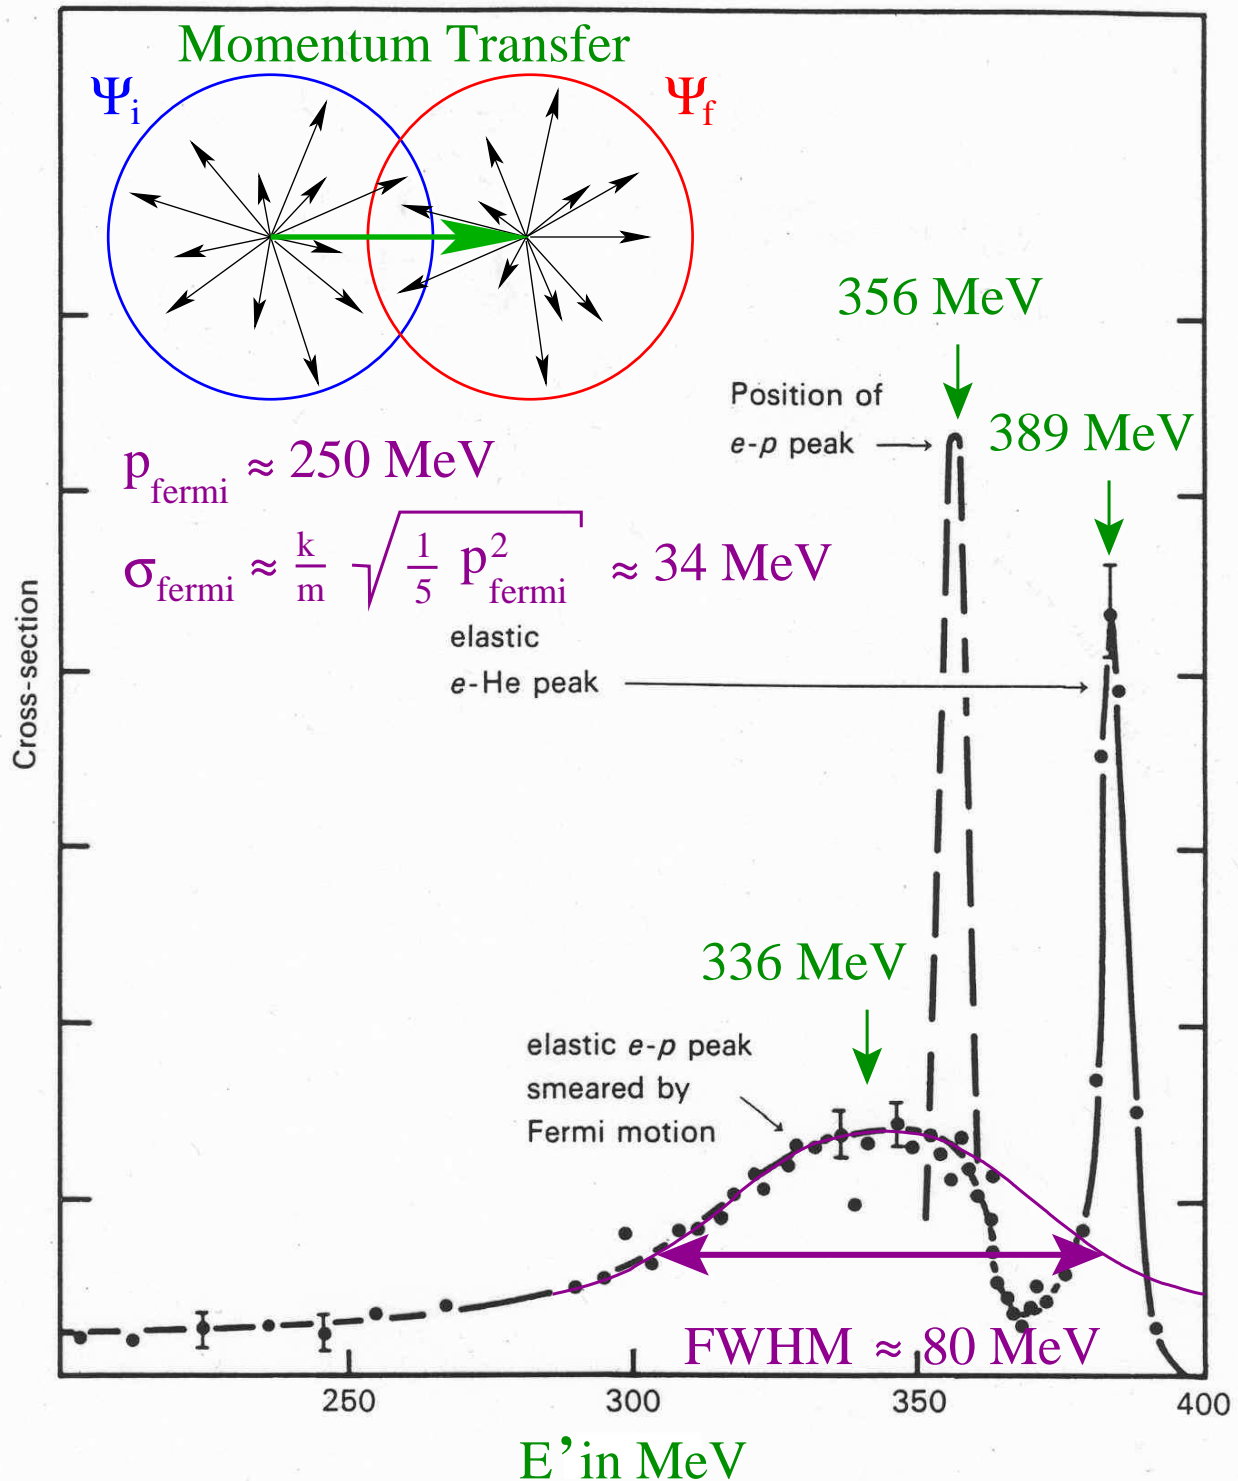 Momentum Transfer
Ψi
Ψf
356 MeV
Position of
e-p peak
389 MeV
pfermi ≈ 250 MeV
σfermi ≈ k/m √ 1/5 p²fermi ≈ 34 MeV
elastic
e-He peak
Cross-section
336 MeV
elastic e-p peak
smeared by
Fermi motion
FWHM ≈ 80 MeV
250 300 350 400
E’ in MeV